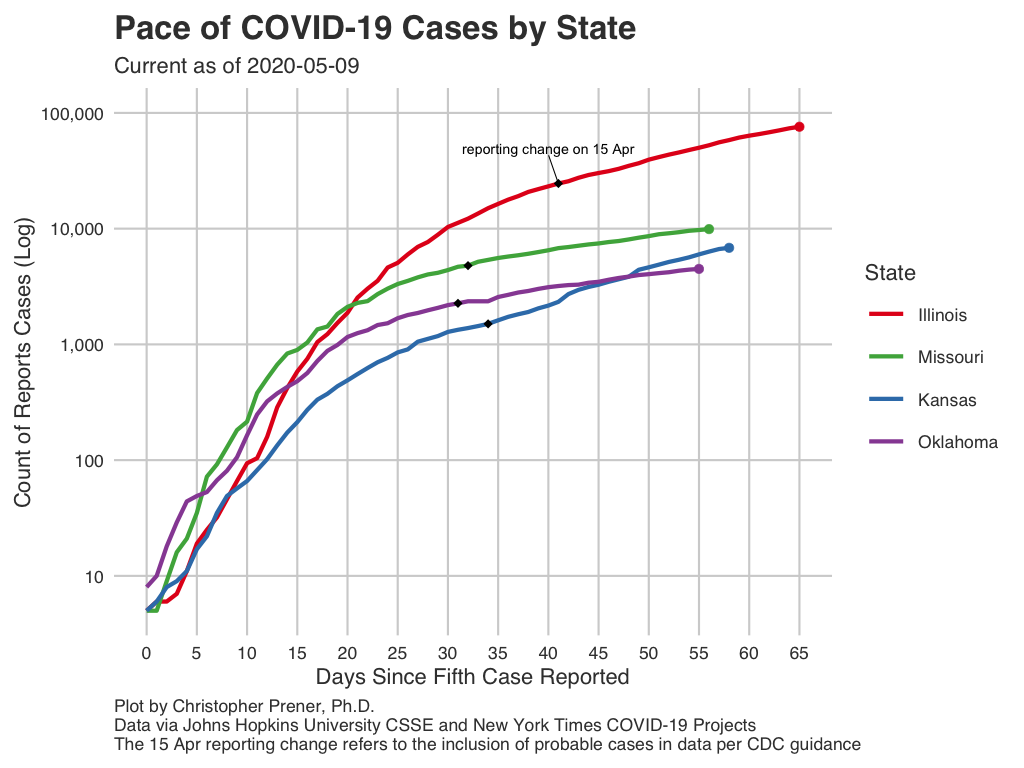 Pace of COVID-19 Cases by State
Current as of 2020-05-09
Count of Reports Cases (Log)
100,000
10,000
1,000
100
10
reporting change on 15 Apr
0 5 10 15 20 25 30 35 40 45 50 55 60 65
Days Since Fifth Case Reported
State
Illinois
Missouri
Kansas
Oklahoma
Plot by Christopher Prener, Ph.D.
Data via Johns Hopkins University CSSE and New York Times COVID-19 Projects
The 15 Apr reporting change refers to the inclusion of probable cases in data per CDC guidance